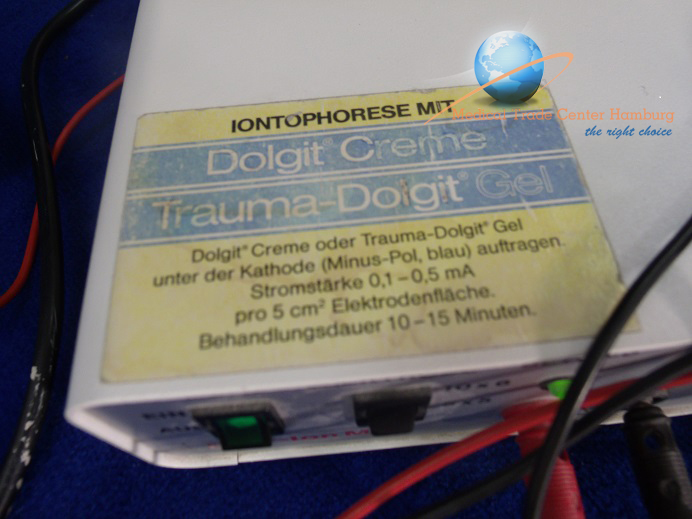 IONTOPHORESE MIT
Dolgit® Creme
Trauma-Dolgit® Gel
Dolgit® Creme oder Trauma-Dolgit® Gel
unter der Kathode (Minus-Pol, blau) auftragen.
Stromstärke 0,1–0,5 mA
pro 5 cm² Elektrodenfläche.
Behandlungsdauer 10–15 Minuten.
Trade Center Hamburg
the right choice
EIN